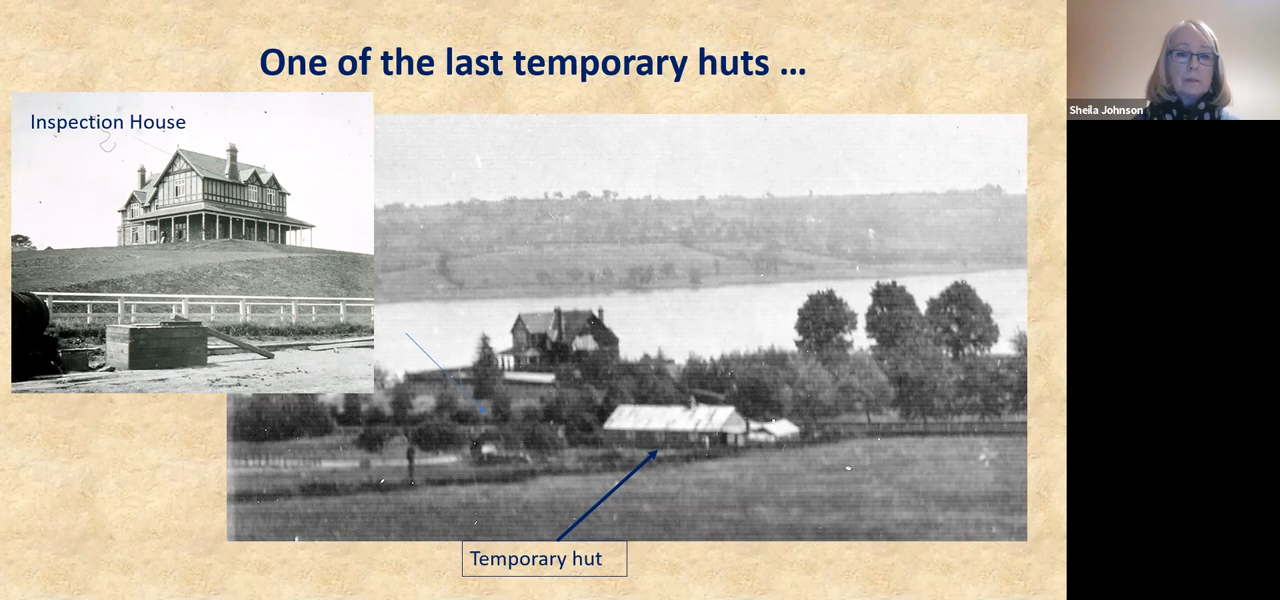 One of the last temporary huts ...
Inspection House
Sheila Johnson
Temporary hut